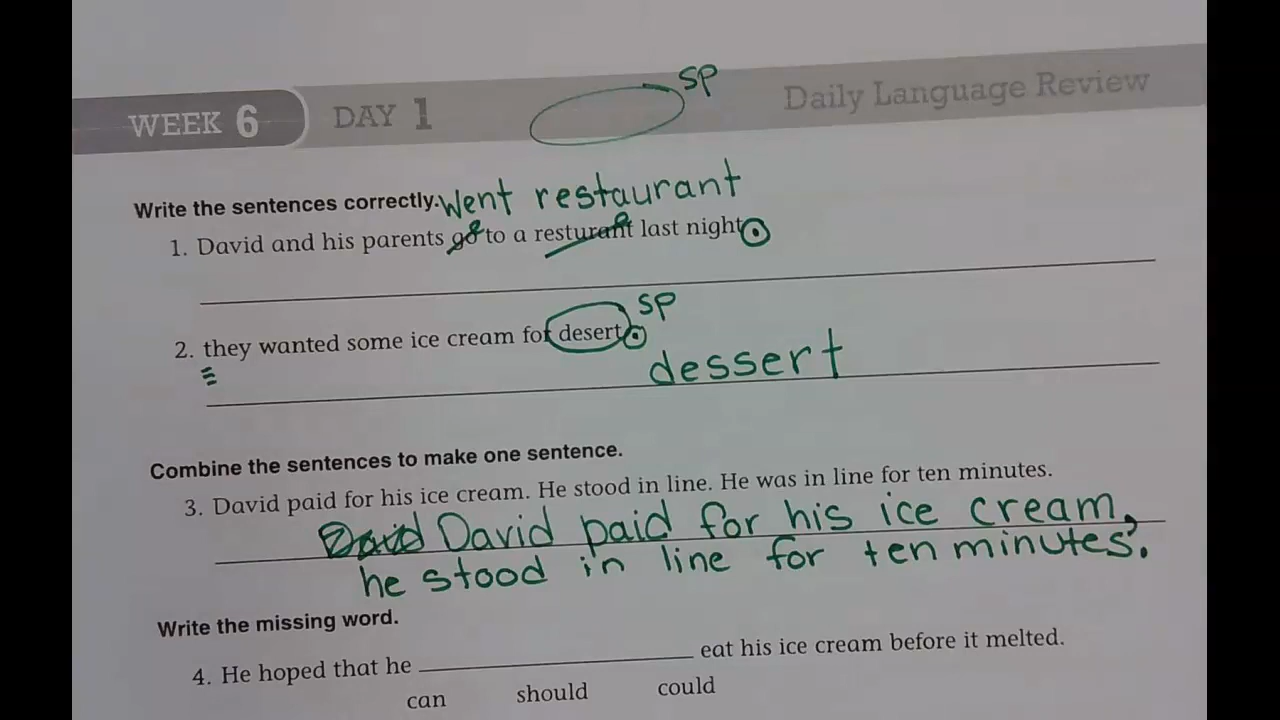 SP
WEEK 6 DAY 1 Daily Language Review
Went restaurant
Write the sentences correctly.
1. David and his parents go to a resturant last night.
SP
2. they wanted some ice cream for desert.
dessert
Combine the sentences to make one sentence.
3. David paid for his ice cream. He stood in line. He was in line for ten minutes.
David David paid for his ice cream,
he stood in line for ten minutes.
Write the missing word.
4. He hoped that he ____ eat his ice cream before it melted.
can should could